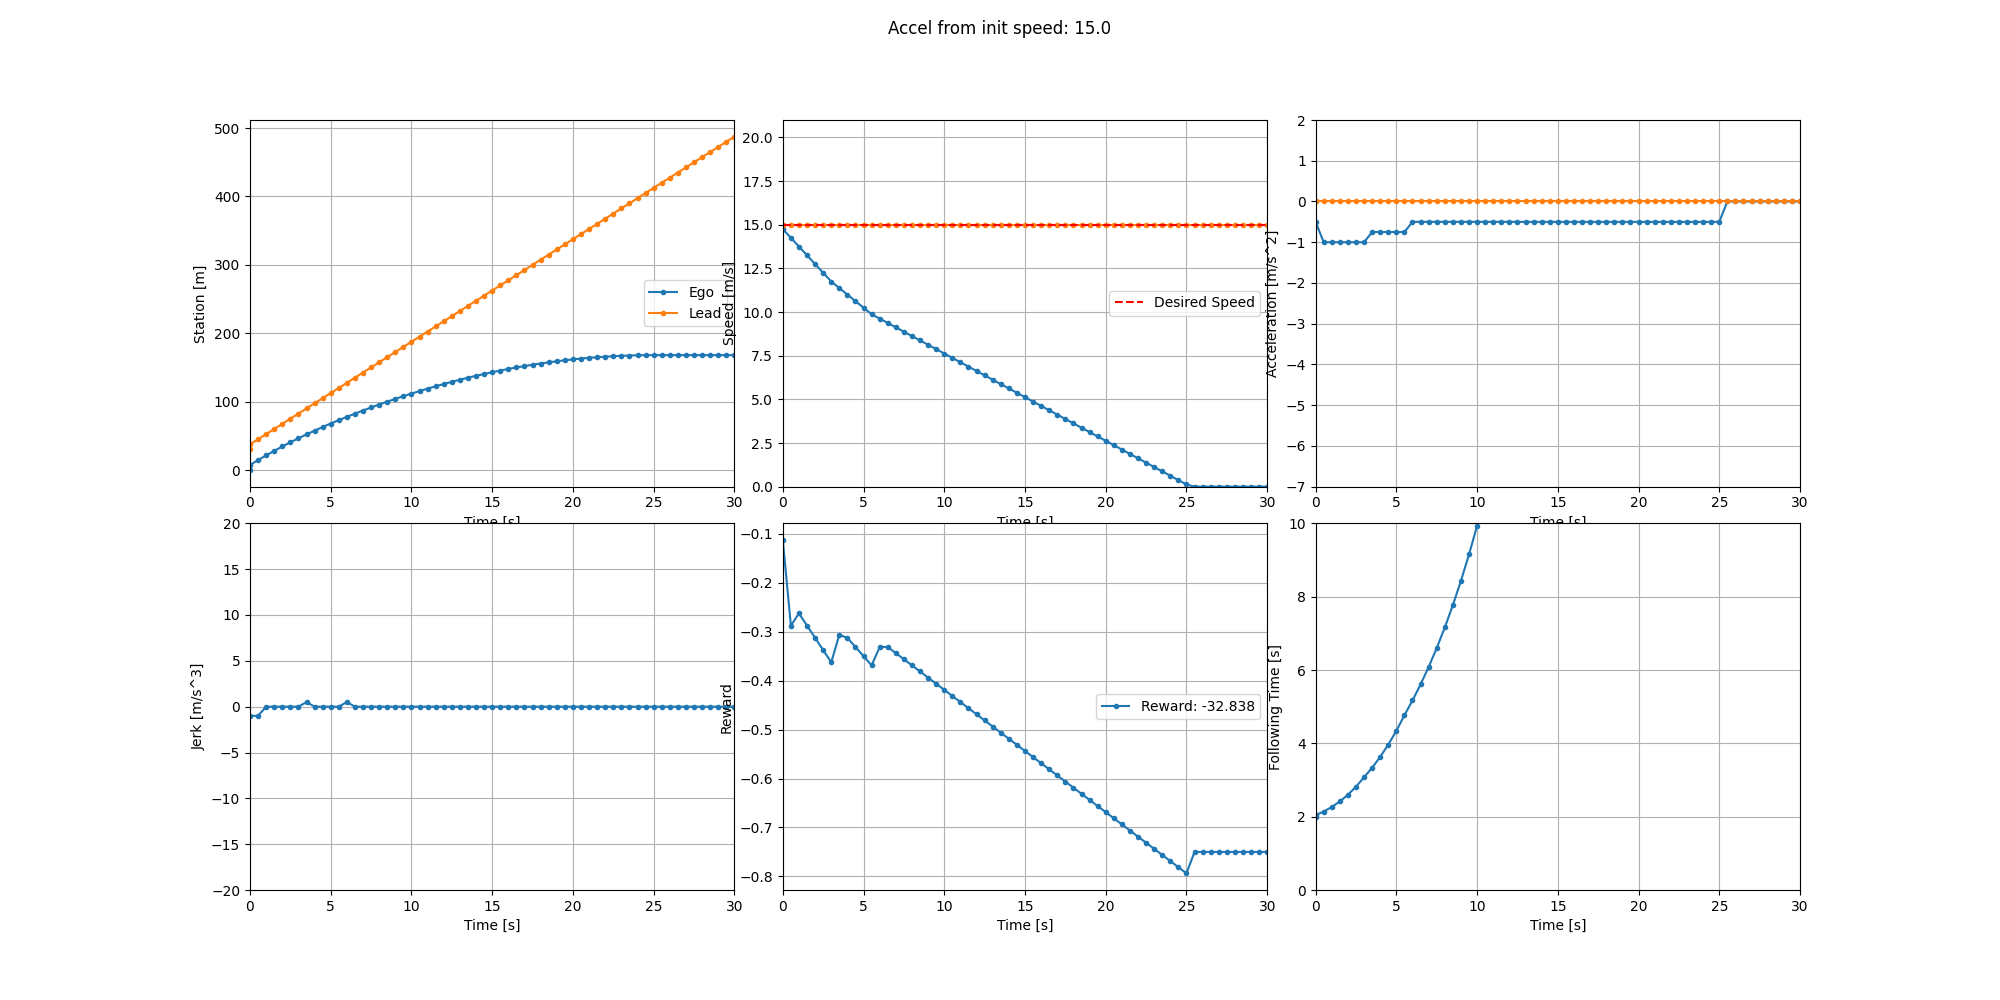 Accel from init speed: 15.0
Station [m]
500
400
300
200
100
0
Ego
Lead
0 5 10 15 20 25 30
Time [s]
Speed [m/s]
20.0
17.5
15.0
12.5
10.0
7.5
5.0
2.5
0.0
Desired Speed
0 5 10 15 20 25 30
Time [s]
Acceleration [m/s^2]
2
1
0
−1
−2
−3
−4
−5
−6
−7
0 5 10 15 20 25 30
Time [s]
Jerk [m/s^3]
20
15
10
5
0
−5
−10
−15
−20
0 5 10 15 20 25 30
Time [s]
Reward
−0.1
−0.2
−0.3
−0.4
−0.5
−0.6
−0.7
−0.8
Reward: -32.838
0 5 10 15 20 25 30
Time [s]
Following Time [s]
10
8
6
4
2
0
0 5 10 15 20 25 30
Time [s]